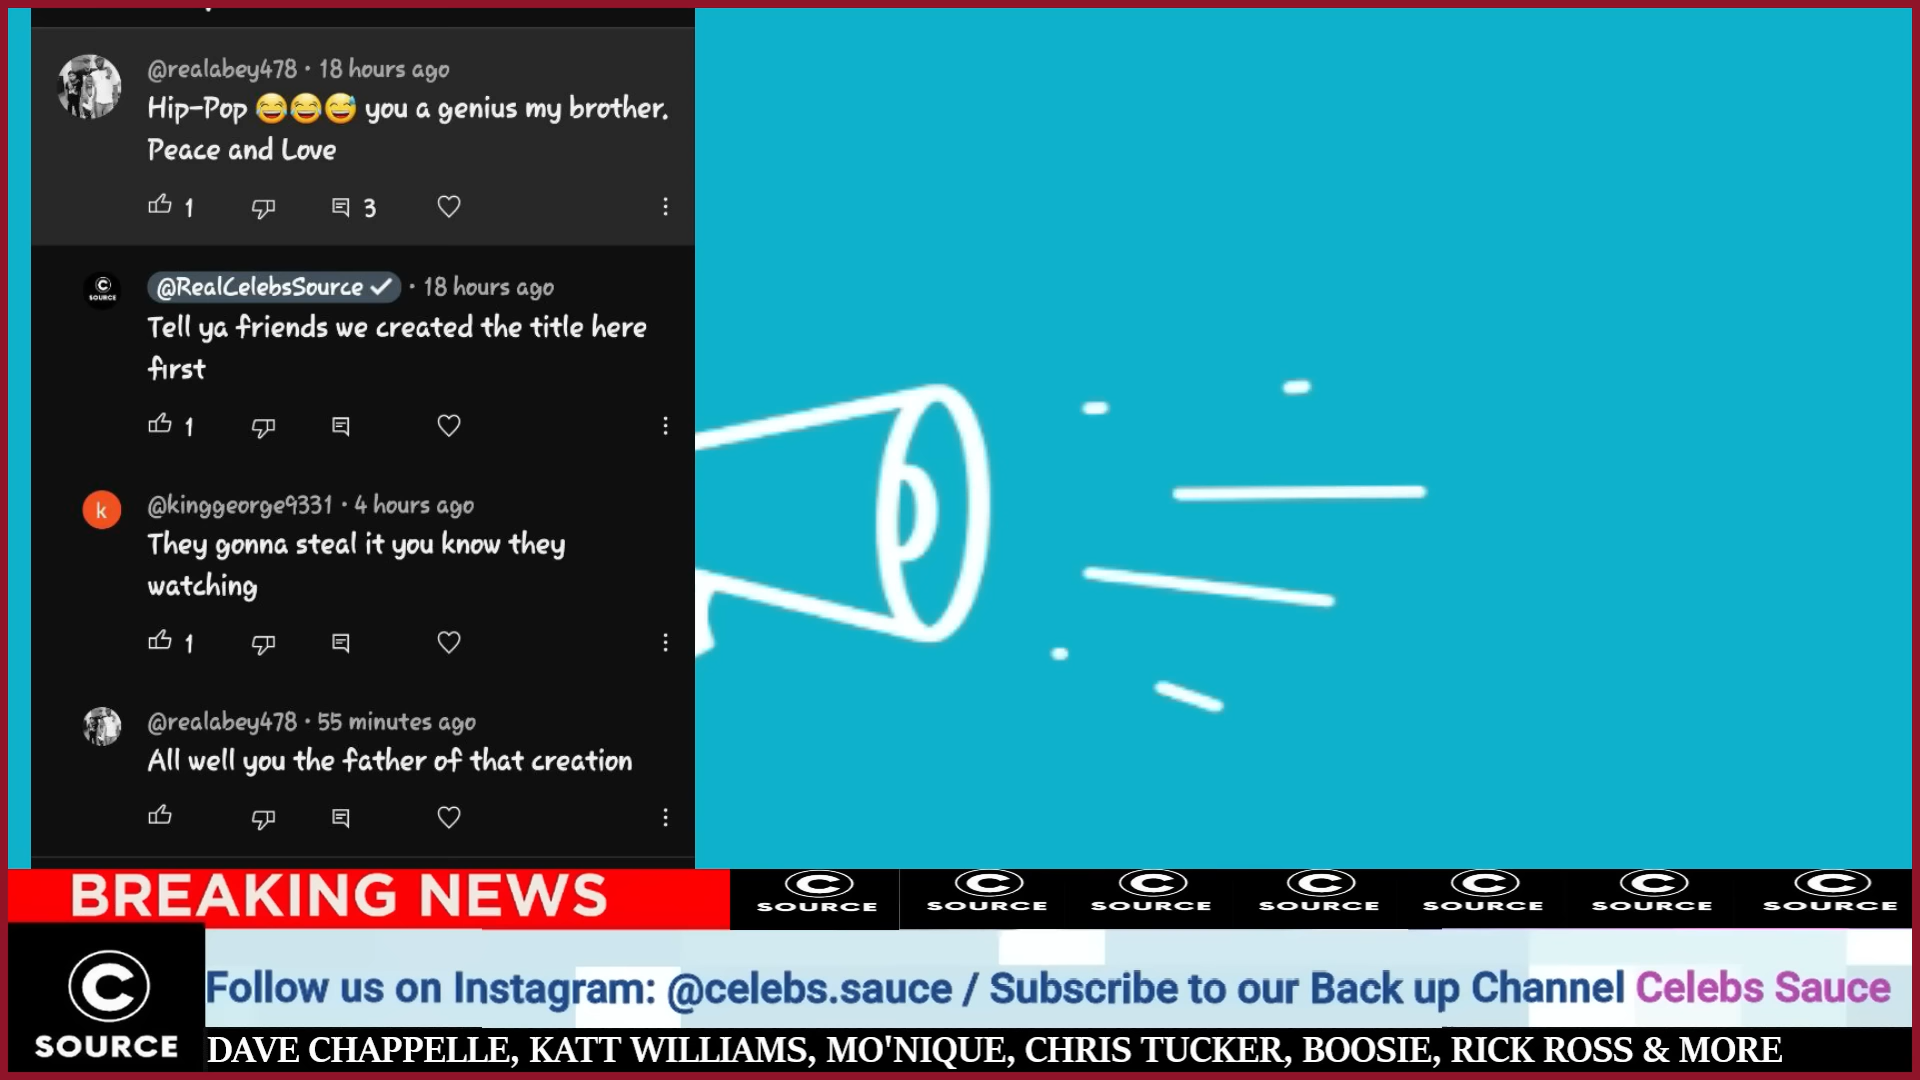 @realabey478 · 18 hours ago
Hip-Pop 😂😂😅 you a genius my brother.
Peace and Love
1
3
@RealCelebsSource ✓ · 18 hours ago
Tell ya friends we created the title here
first
1
@kinggeorge9331 · 4 hours ago
They gonna steal it you know they
watching
1
@realabey478 · 55 minutes ago
All well you the father of that creation
BREAKING NEWS
C SOURCE C SOURCE C SOURCE C SOURCE C SOURCE C SOURCE C SOURCE
C SOURCE
Follow us on Instagram: @celebs.sauce / Subscribe to our Back up Channel Celebs Sauce
DAVE CHAPPELLE, KATT WILLIAMS, MO'NIQUE, CHRIS TUCKER, BOOSIE, RICK ROSS & MORE